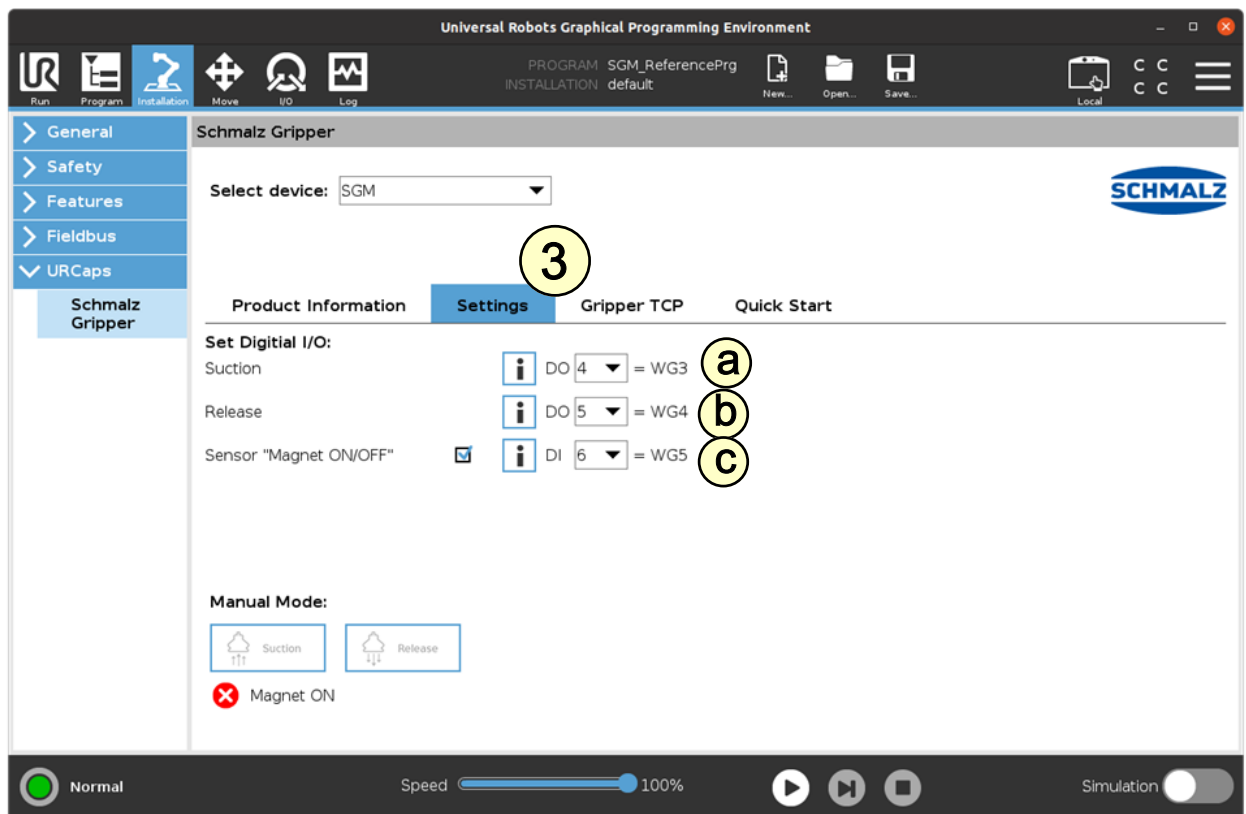 Universal Robots Graphical Programming Environment
Run Program Installation Move I/O Log
PROGRAM SGM_ReferencePrg
INSTALLATION default
New... Open... Save...
Local
C C
C C
General
Safety
Features
Fieldbus
URCaps
Schmalz
Gripper
Schmalz Gripper
Select device: SGM
SCHMALZ
3
Product Information Settings Gripper TCP Quick Start
Set Digitial I/O:
Suction i DO 4 = WG3 a
Release i DO 5 = WG4 b
Sensor "Magnet ON/OFF" i DI 6 = WG5 c
Manual Mode:
Suction Release
Magnet ON
Normal Speed 100% Simulation